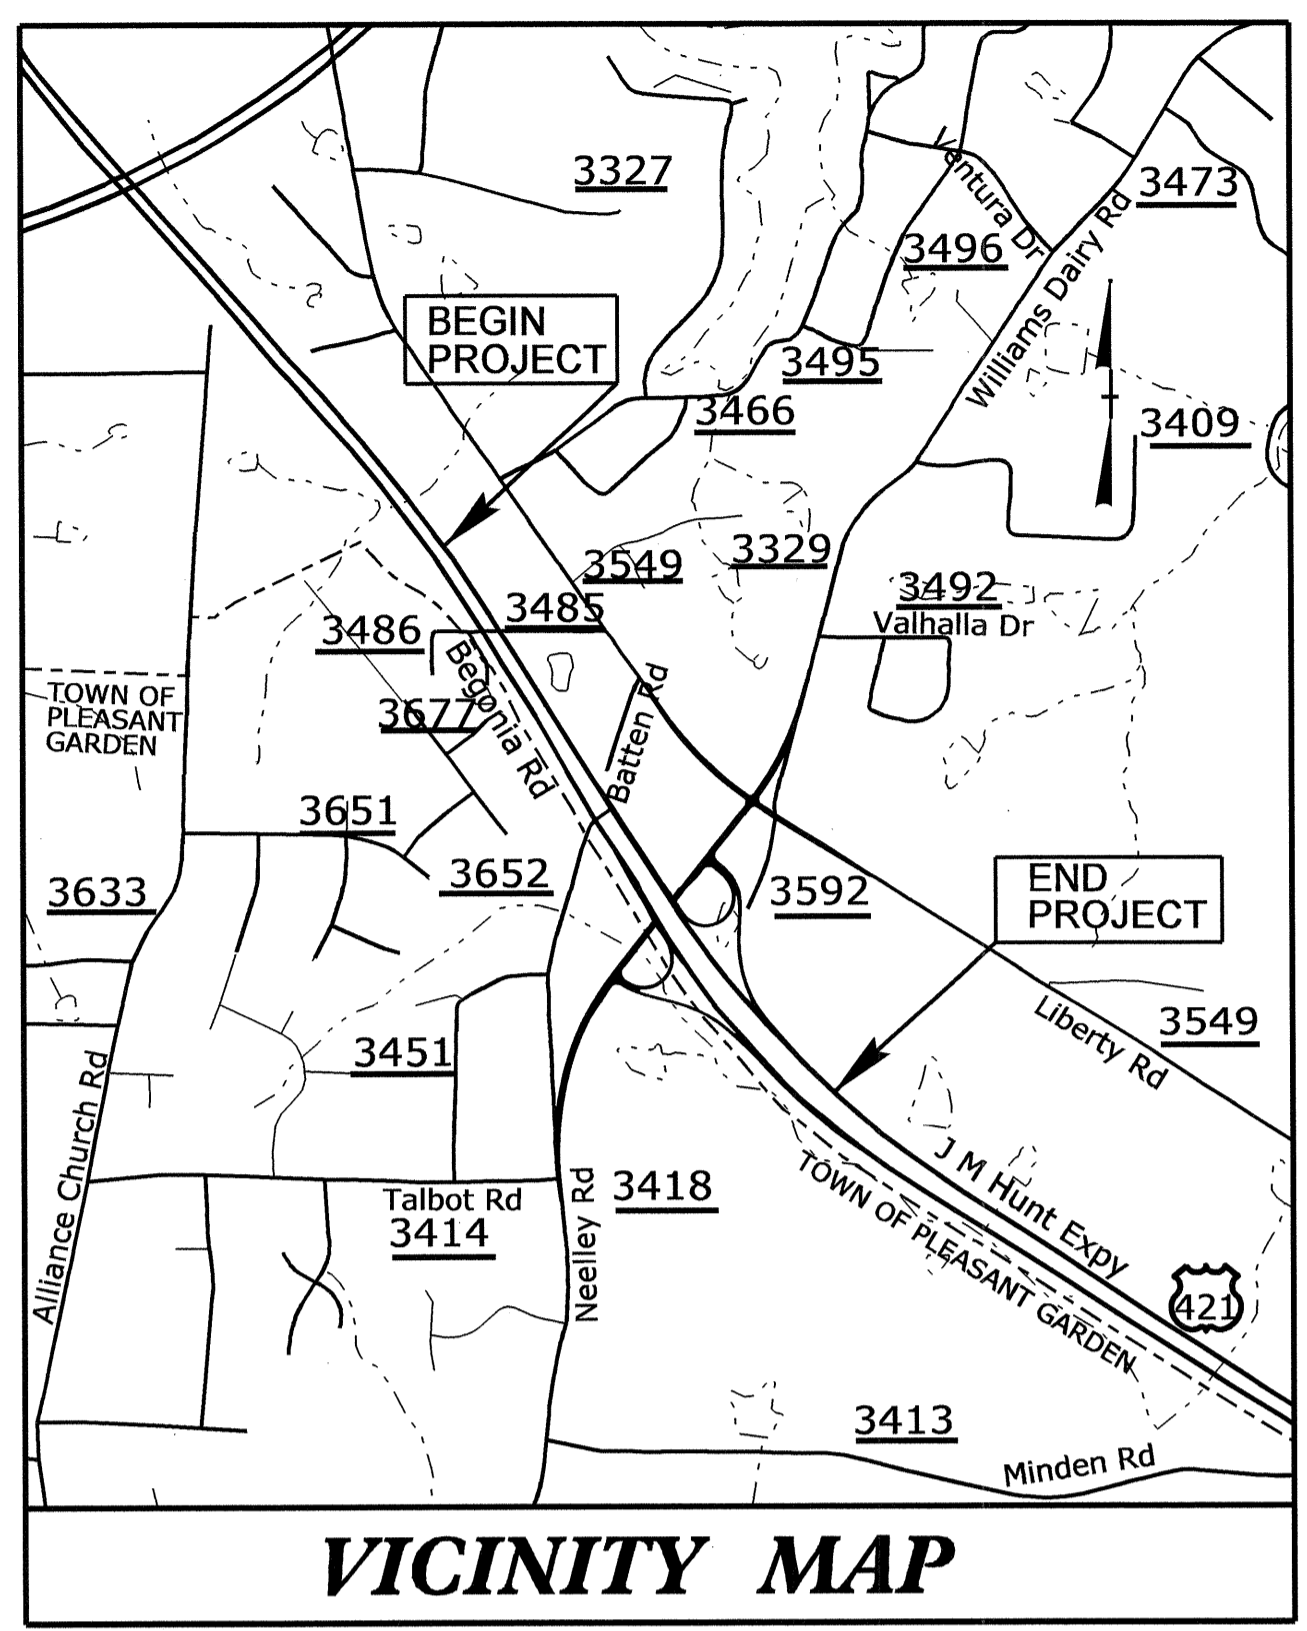 3327
Ventura Dr
3473
3496
Williams Dairy Rd
BEGIN
PROJECT
3495
3466
3409
3549
3329
3485
3492
Valhalla Dr
3486
Begonia Rd
Batten Rd
TOWN OF
PLEASANT
GARDEN
3677
3651
3652
3633
3592
END
PROJECT
3549
Liberty Rd
3451
Alliance Church Rd
J M Hunt Expy
TOWN OF PLEASANT GARDEN
Talbot Rd
3414
Neelley Rd
3418
421
3413
Minden Rd
VICINITY MAP